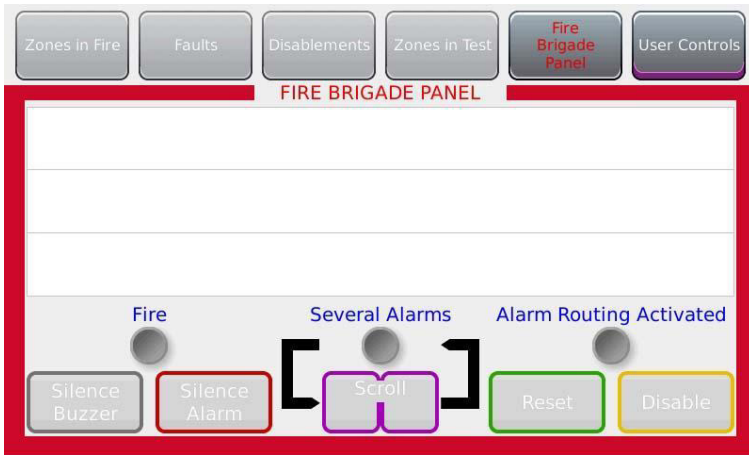 Zones in Fire
Faults
Disablements
Zones in Test
Fire
Brigade
Panel
User Controls
FIRE BRIGADE PANEL
Fire
Several Alarms
Alarm Routing Activated
Silence
Buzzer
Silence
Alarm
Scroll
Reset
Disable